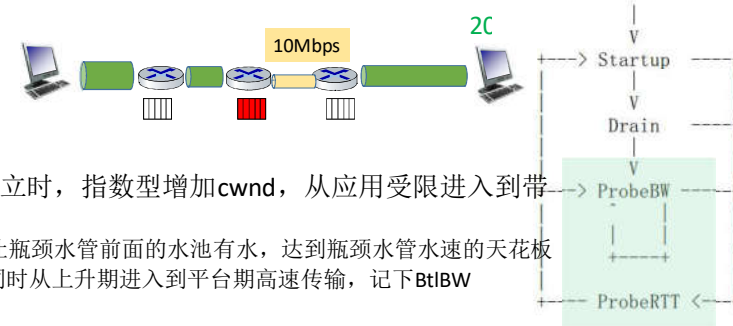 20
10Mbps
Startup
V
Drain
V
立时，指数型增加cwnd，从应用受限进入到带
V
ProbeBW
瓶颈水管前面的水池有水，达到瓶颈水管水速的天花板
时从上升期进入到平台期高速传输，记下BtlBW
ProbeRTT